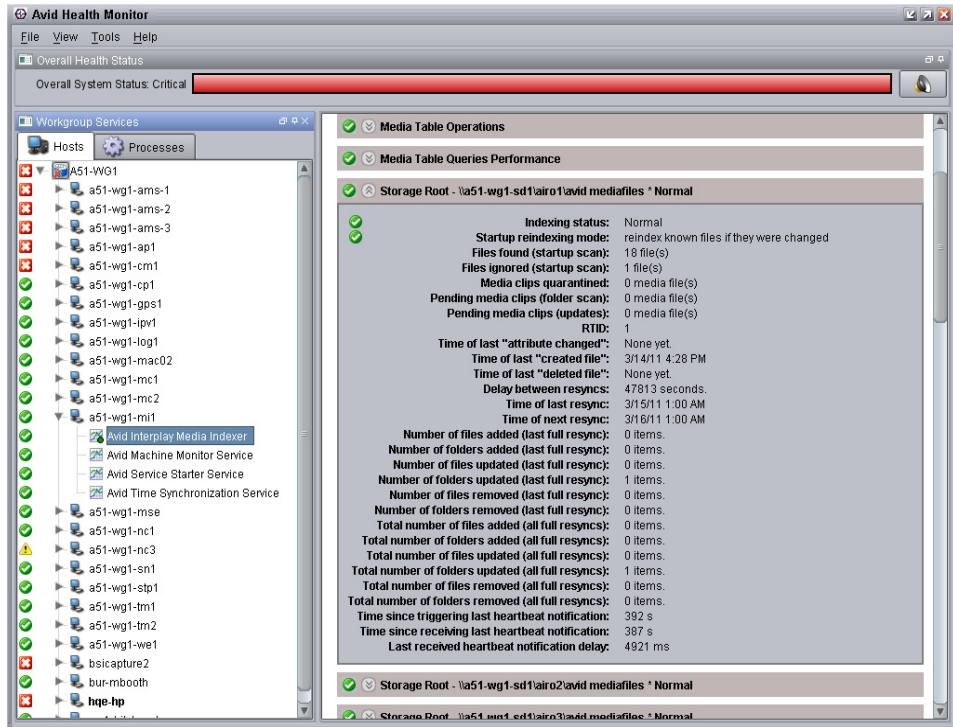 Avid Health Monitor
File View Tools Help
Overall Health Status
Overall System Status: Critical
Workgroup Services
Hosts Processes
A51-WG1
a51-wg1-ams-1
a51-wg1-ams-2
a51-wg1-ams-3
a51-wg1-ap1
a51-wg1-cm1
a51-wg1-cp1
a51-wg1-gps1
a51-wg1-ipv1
a51-wg1-log1
a51-wg1-mac02
a51-wg1-mc1
a51-wg1-mc2
a51-wg1-mi1
Avid Interplay Media Indexer
Avid Machine Monitor Service
Avid Service Starter Service
Avid Time Synchronization Service
a51-wg1-mse
a51-wg1-nc1
a51-wg1-nc3
a51-wg1-sn1
a51-wg1-stp1
a51-wg1-tm1
a51-wg1-tm2
a51-wg1-we1
bsicapture2
bur-mbooth
hqe-hp
Media Table Operations
Media Table Queries Performance
Storage Root - \\a51-wg1-sd1\airo1\avid mediafiles * Normal
Indexing status: Normal
Startup reindexing mode: reindex known files if they were changed
Files found (startup scan): 18 file(s)
Files ignored (startup scan): 1 file(s)
Media clips quarantined: 0 media file(s)
Pending media clips (folder scan): 0 media file(s)
Pending media clips (updates): 0 media file(s)
RTID: 1
Time of last "attribute changed": None yet.
Time of last "created file": 3/14/11 4:28 PM
Time of last "deleted file": None yet.
Delay between resyncs: 47813 seconds.
Time of last resync: 3/15/11 1:00 AM
Time of next resync: 3/16/11 1:00 AM
Number of files added (last full resync): 0 items.
Number of folders added (last full resync): 0 items.
Number of files updated (last full resync): 0 items.
Number of folders updated (last full resync): 1 items.
Number of files removed (last full resync): 0 items.
Number of folders removed (last full resync): 0 items.
Total number of files added (all full resyncs): 0 items.
Total number of folders added (all full resyncs): 0 items.
Total number of files updated (all full resyncs): 0 items.
Total number of folders updated (all full resyncs): 1 items.
Total number of files removed (all full resyncs): 0 items.
Total number of folders removed (all full resyncs): 0 items.
Time since triggering last heartbeat notification: 392 s
Time since receiving last heartbeat notification: 387 s
Last received heartbeat notification delay: 4921 ms
Storage Root - \\a51-wg1-sd1\airo2\avid mediafiles * Normal
Storage Root - \\a51-wg1-sd1\airo3\avid mediafiles * Normal